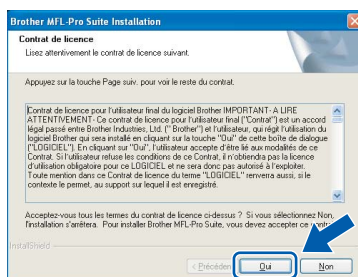 Brother MFL-Pro Suite Installation
Contrat de licence
Lisez attentivement le contrat de licence suivant.
Appuyez sur la touche Page suiv. pour voir le reste du contrat.
Contrat de licence pour l'utilisateur final du logiciel Brother IMPORTANT- A LIRE
ATTENTIVEMENT- Ce contrat de licence pour l'utilisateur final ("Contrat") est un accord
légal passé entre Brother Industries, Ltd. (" Brother") et l'utilisateur, qui régit l'utilisation du
logiciel Brother qui sera installé en cliquant sur la touche "Oui" de cette boîte de dialogue
("LOGICIEL"). En cliquant sur "Oui", l'utilisateur accepte d'être lié aux modalités de ce
Contrat. Si l'utilisateur refuse les conditions de ce Contrat, il n'obtiendra pas la licence
d'utilisation obligatoire pour ce LOGICIEL et ne sera donc pas autorisé à l'exploiter.
Toute mention dans ce Contrat de licence du terme "LOGICIEL" renverra aussi, si le
contexte le permet, au support sur lequel il est enregistré.
Acceptez-vous tous les termes du contrat de licence ci-dessus ? Si vous sélectionnez Non,
l'installation s'arrêtera. Pour installer Brother MFL-Pro Suite, vous devez accepter ce
InstallShield
< Précéden
Oui
Non